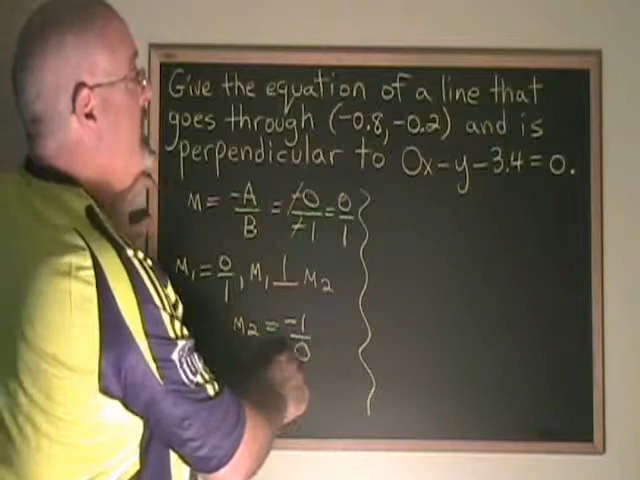 Give the equation of a line that
goes through (-0.8, -0.2) and is
perpendicular to 0x-y-3.4=0.
M = -A/B = -0/-1 = 0/1
M₁ = 0/1, M₁ ⊥ M₂
M₂ = -1/0